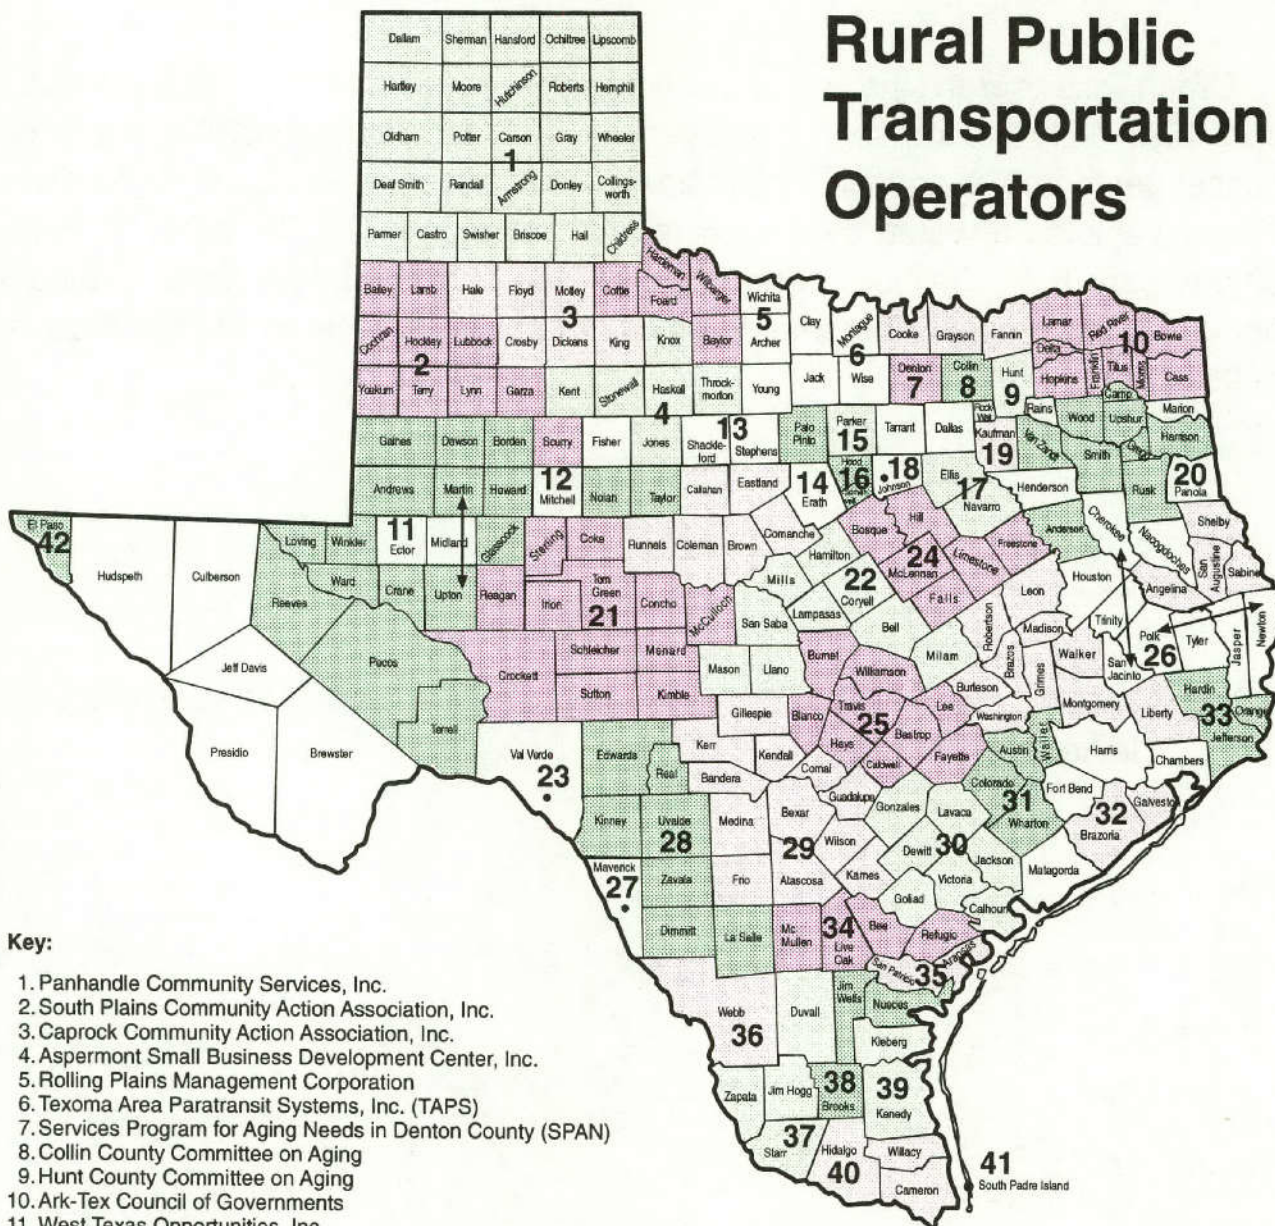 Rural Public
Transportation
Operators
Dallam Sherman Hansford Ochiltree Lipscomb
Hartley Moore Hutchinson Roberts Hemphill
Oldham Potter Carson Gray Wheeler
1
Deaf Smith Randall Armstrong Donley Collings-
worth
Parmer Castro Swisher Briscoe Hall Childress
Hardeman Wilbarger
Bailey Lamb Hale Floyd Motley Cottle Foard Wichita
3 5
Cochran Hockley Lubbock Crosby Dickens King Knox Baylor Archer Clay Montague Cooke Grayson Fannin Lamar Red River Bowie
2 6 10
Yoakum Terry Lynn Garza Kent Stonewall Haskell Throck-
morton Young Jack Wise Denton Collin Hunt Delta Hopkins Franklin Titus Morris Cass
4 7 8 9
Camp
Gaines Dawson Borden Scurry Fisher Jones Shackle-
ford Stephens Palo
Pinto Parker Tarrant Dallas Rock
Wall Kaufman Rains Van Zandt Wood Upshur Marion
13 15 19
Smith Gregg Harrison
Andrews Martin Howard Mitchell Nolan Taylor Callahan Eastland Erath Hood Johnson Ellis Navarro Henderson Rusk Panola
12 14 16 18 17 20
El Paso Hudspeth Culberson Loving Winkler Ector Midland Glasscock Sterling Coke Runnels Coleman Brown Comanche Hamilton Bosque Hill Freestone Anderson Cherokee Nacogdoches Shelby
42 11
Reeves Ward Crane Upton Reagan Irion Tom
Green Concho McCulloch Mills San Saba Lampasas Coryell McLennan Limestone Falls Leon Houston Angelina San
Augustine Sabine
21 22 24
Jeff Davis Pecos Crockett Schleicher Menard Mason Llano Burnet Bell Milam Robertson Madison Trinity Polk Tyler Jasper Newton
26
Sutton Kimble Williamson Brazos Grimes Walker San
Jacinto Hardin
Presidio Brewster Terrell Gillespie Blanco Travis Lee Burleson Washington Montgomery Liberty Orange
25 33
Val Verde Edwards Kerr Kendall Hays Bastrop Fayette Austin Waller Harris Jefferson
23
Real Bandera Comal Caldwell Colorado Chambers
Kinney Uvalde Medina Bexar Guadalupe Gonzales Lavaca Wharton Fort Bend Galveston
28 31 32
Brazoria
Maverick Zavala Frio Atascosa Wilson Karnes Dewitt Jackson Matagorda
27 29 30
Victoria
Goliad Calhoun
Dimmitt La Salle Mc
Mullen Live
Oak Bee Refugio Aransas
34
San Patricio
35
Webb Duvall Jim
Wells Nueces
36
Kleberg
Zapata Jim Hogg Brooks Kenedy
38 39
Starr Hidalgo Willacy
37 40
Cameron
41
South Padre Island
Key:
1. Panhandle Community Services, Inc.
2. South Plains Community Action Association, Inc.
3. Caprock Community Action Association, Inc.
4. Aspermont Small Business Development Center, Inc.
5. Rolling Plains Management Corporation
6. Texoma Area Paratransit Systems, Inc. (TAPS)
7. Services Program for Aging Needs in Denton County (SPAN)
8. Collin County Committee on Aging
9. Hunt County Committee on Aging
10. Ark-Tex Council of Governments
11. West Texas Opportunities, Inc.